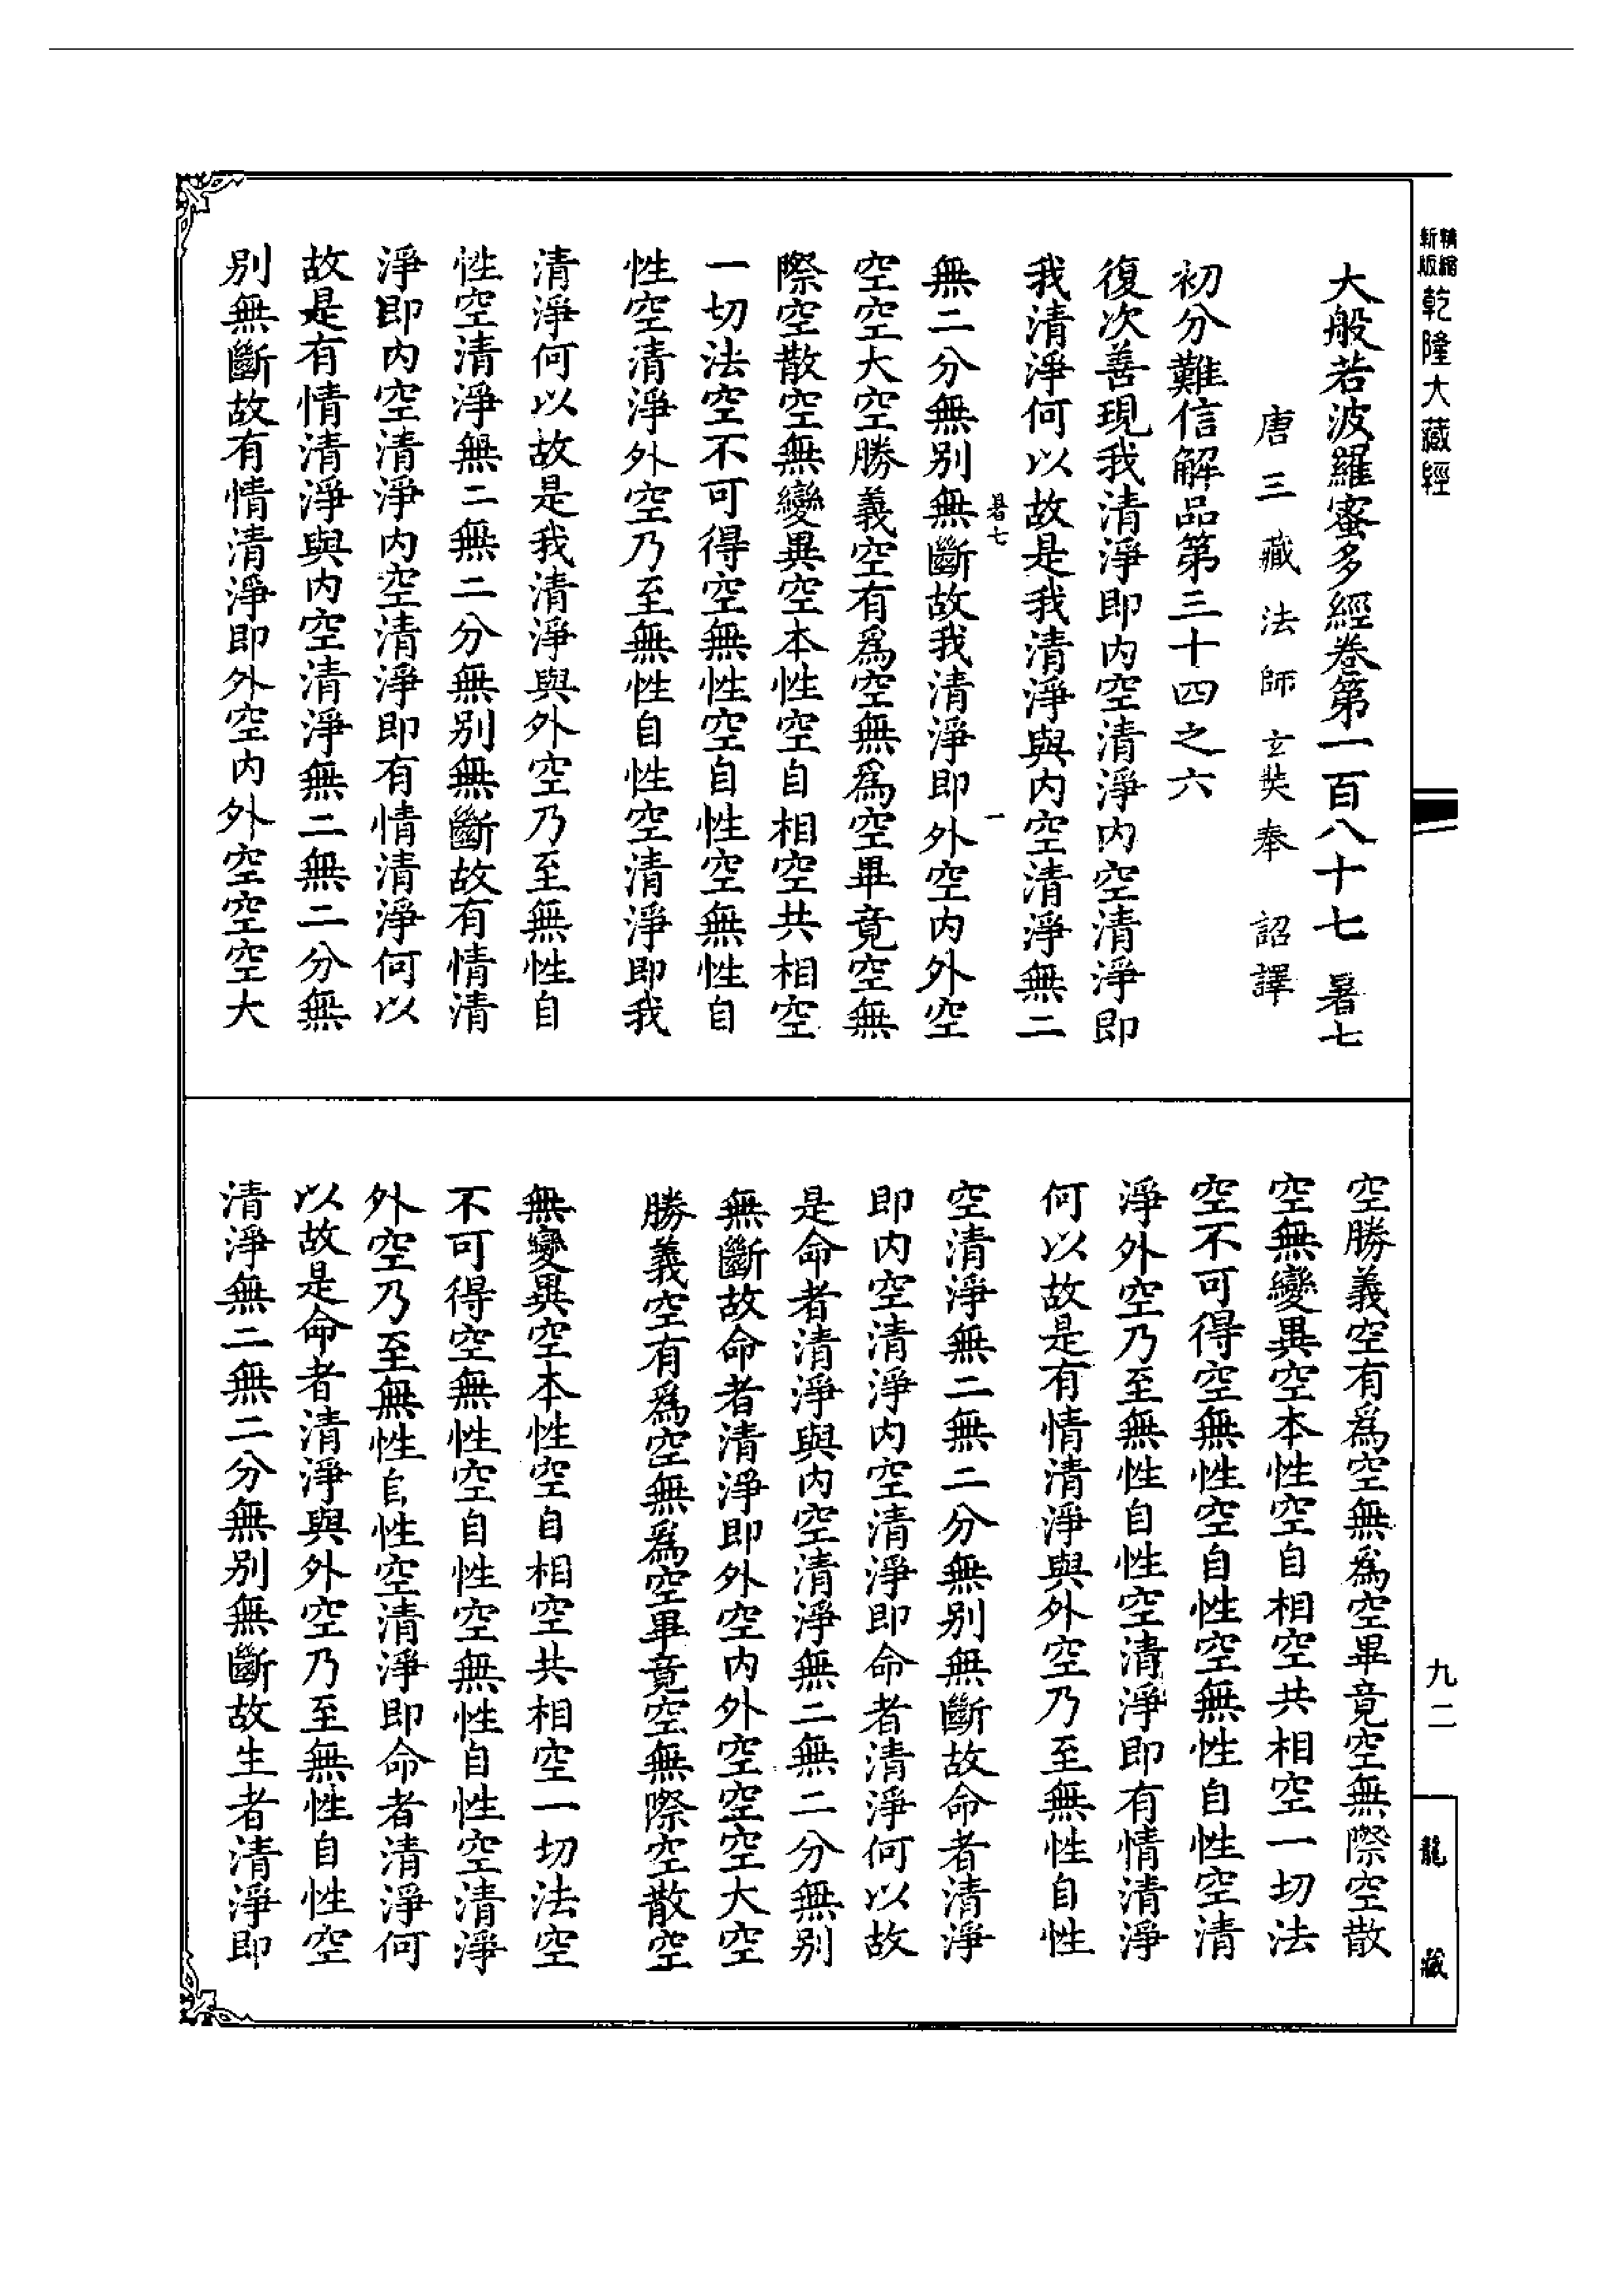 精縮
新版
乾隆大藏經
大般若波羅蜜多經卷第一百八十七 暑七
唐三藏法師玄奘奉 詔譯
初分難信解品第三十四之六
復次善現我清淨即內空清淨內空清淨即
我清淨何以故是我清淨與內空清淨無二
暑七 一
無二分無別無斷故我清淨即外空內外空
空空大空勝義空有為空無為空畢竟空無
際空散空無變異空本性空自相空共相空
一切法空不可得空無性空自性空無性自
性空清淨外空乃至無性自性空清淨即我
清淨何以故是我清淨與外空乃至無性自
性空清淨無二無二分無別無斷故有情清
淨即內空清淨內空清淨即有情清淨何以
故是有情清淨與內空清淨無二無二分無
別無斷故有情清淨即外空內外空空空大
空勝義空有為空無為空畢竟空無際空散
空無變異空本性空自相空共相空一切法
空不可得空無性空自性空無性自性空清
淨外空乃至無性自性空清淨即有情清淨
何以故是有情清淨與外空乃至無性自性
空清淨無二無二分無別無斷故命者清淨
即內空清淨內空清淨即命者清淨何以故
是命者清淨與內空清淨無二無二分無別
無斷故命者清淨即外空內外空空空大空
勝義空有為空無為空畢竟空無際空散空
無變異空本性空自相空共相空一切法空
不可得空無性空自性空無性自性空清淨
外空乃至無性自性空清淨即命者清淨何
以故是命者清淨與外空乃至無性自性空
清淨無二無二分無別無斷故生者清淨即
九二
龍藏